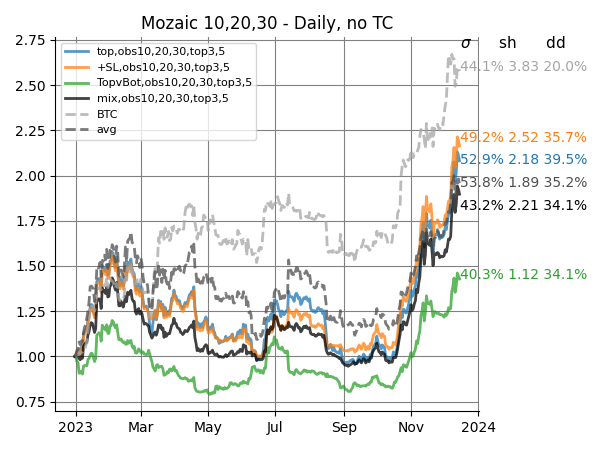 Mozaic 10,20,30 - Daily, no TC
σ sh dd
2.75
2.50
2.25
2.00
1.75
1.50
1.25
1.00
0.75
top,obs10,20,30,top3,5
+SL,obs10,20,30,top3,5
TopvBot,obs10,20,30,top3,5
mix,obs10,20,30,top3,5
BTC
avg
44.1% 3.83 20.0%
49.2% 2.52 35.7%
52.9% 2.18 39.5%
53.8% 1.89 35.2%
43.2% 2.21 34.1%
40.3% 1.12 34.1%
2023 Mar May Jul Sep Nov 2024